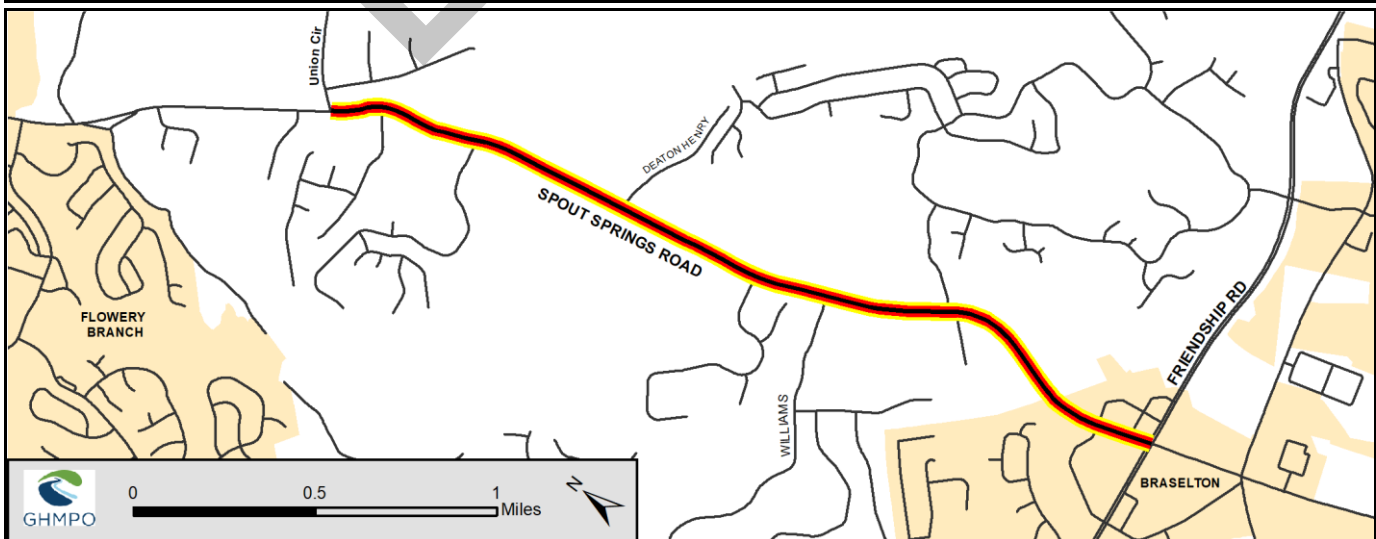 Union Cir
DEATON HENRY
SPOUT SPRINGS ROAD
FLOWERY
BRANCH
FRIENDSHIP RD
WILLIAMS
BRASELTON
GHMPO
0 0.5 1
Miles
N